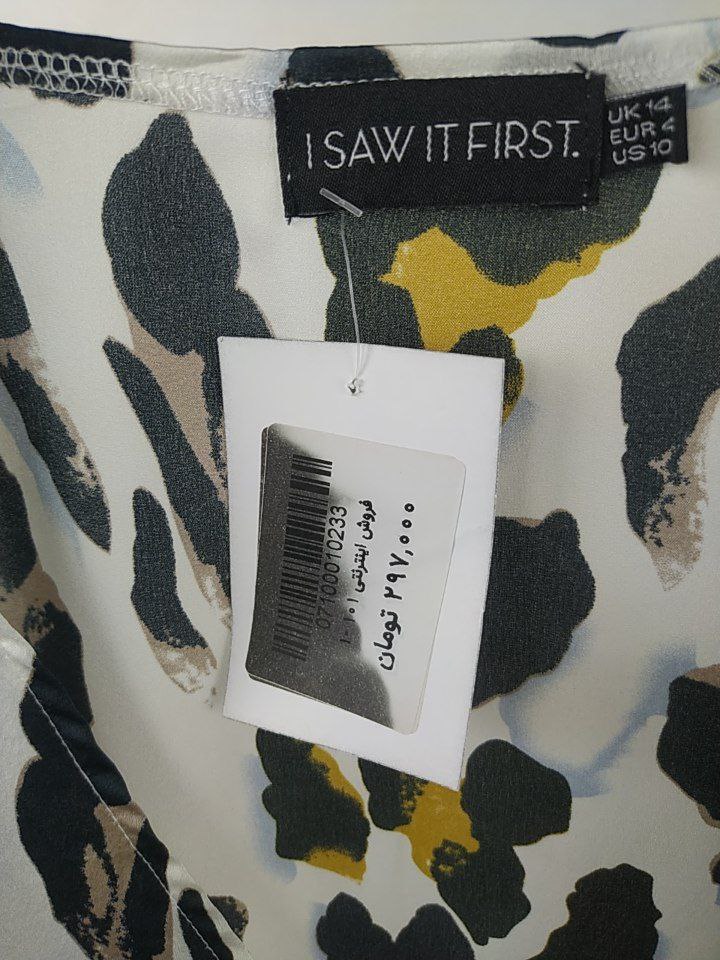 I SAW IT FIRST.
UK 14
EUR 4
US 10
07100010233
فروش اینترنتی ۱۰۱-۱
۲۹۷,۰۰۰ تومان